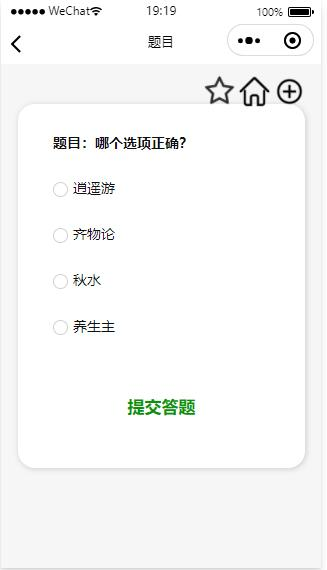 WeChat 19:19 100%
题目
题目：哪个选项正确?
逍遥游
齐物论
秋水
养生主
提交答题